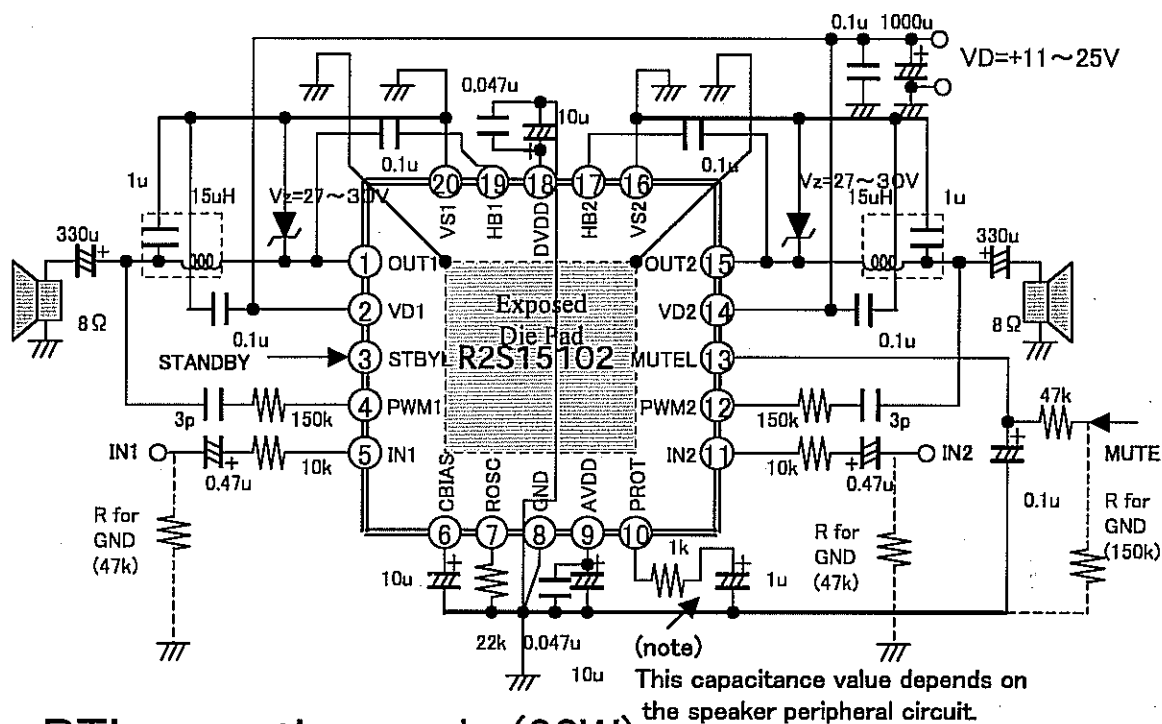 0.1u 1000u
VD=+11～25V
0.047u
10u
0.1u
0.1u
1u
15uH
Vz=27～30V
Vz=27～30V
15uH
1u
20 19 18 17 16
VS1
HB1
DVDD
HB2
VS2
330u
330u
8Ω
8Ω
1 OUT1
OUT2 15
2 VD1
VD2 14
0.1u
0.1u
Exposed
Die Pad
R2S15102
STANDBY
3 STBYL
MUTEL 13
4 PWM1
PWM2 12
3p
150k
150k
3p
47k
MUTE
IN1
5 IN1
IN2 11
IN2
0.47u
10k
10k
0.47u
0.1u
CBIAS
ROSC
GND
AVDD
PROT
6 7 8 9 10
R for
GND
(47k)
R for
GND
(47k)
R for
GND
(150k)
10u
1k
1u
22k
0.047u
10u
(note)
This capacitance value depends on
the speaker peripheral circuit.